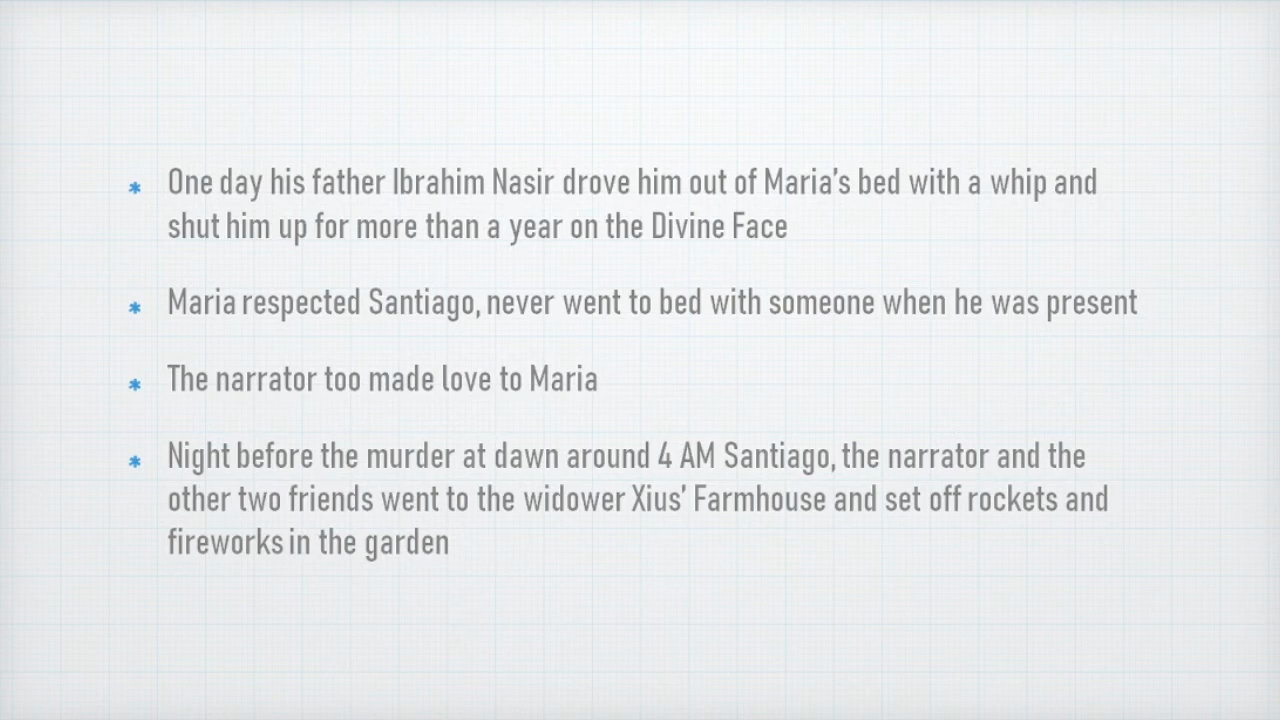 * One day his father Ibrahim Nasir drove him out of Maria's bed with a whip and
shut him up for more than a year on the Divine Face
* Maria respected Santiago, never went to bed with someone when he was present
* The narrator too made love to Maria
* Night before the murder at dawn around 4 AM Santiago, the narrator and the
other two friends went to the widower Xius' Farmhouse and set off rockets and
fireworks in the garden